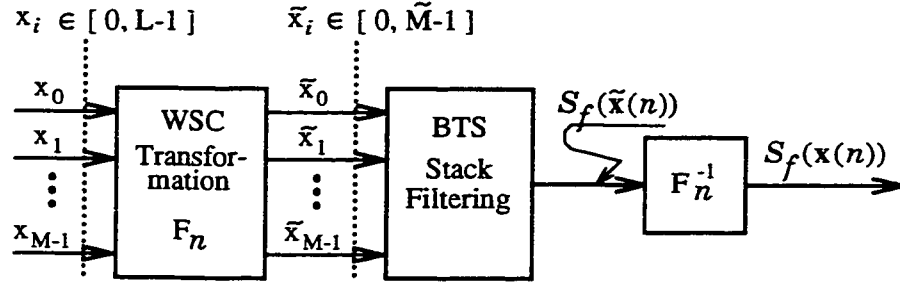 x_i ∈ [ 0, L-1 ]
x̃_i ∈ [ 0, M̃-1 ]
x_0
x_1
x_{M-1}
WSC
Transfor-
mation
F_n
x̃_0
x̃_1
x̃_{M-1}
BTS
Stack
Filtering
S_f(x̃(n))
F_n^{-1}
S_f(x(n))